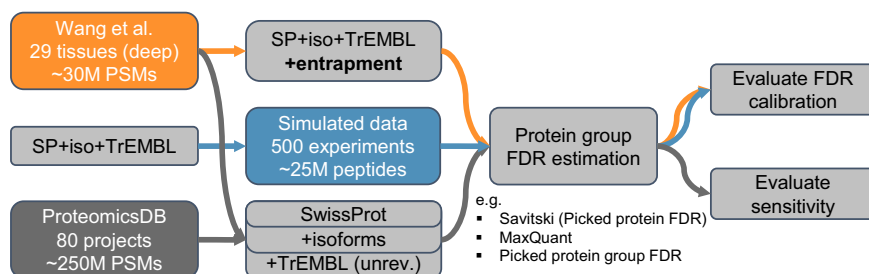 Wang et al.
29 tissues (deep)
~30M PSMs
SP+iso+TrEMBL
+entrapment
SP+iso+TrEMBL
Simulated data
500 experiments
~25M peptides
ProteomicsDB
80 projects
~250M PSMs
SwissProt
+isoforms
+TrEMBL (unrev.)
Protein group
FDR estimation
e.g.
▪ Savitski (Picked protein FDR)
▪ MaxQuant
▪ Picked protein group FDR
Evaluate FDR
calibration
Evaluate
sensitivity